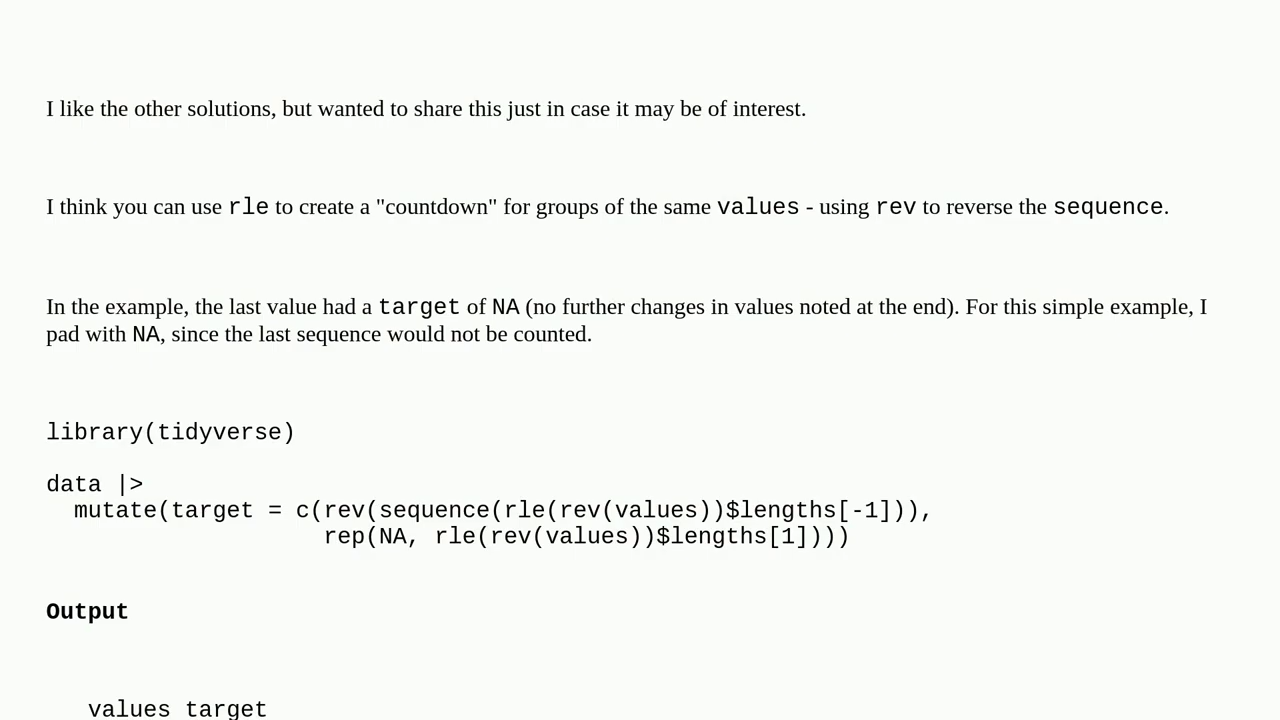 I like the other solutions, but wanted to share this just in case it may be of interest.
I think you can use rle to create a "countdown" for groups of the same values - using rev to reverse the sequence.
In the example, the last value had a target of NA (no further changes in values noted at the end). For this simple example, I
pad with NA, since the last sequence would not be counted.
library(tidyverse)
data |>
  mutate(target = c(rev(sequence(rle(rev(values))$lengths[-1])),
                    rep(NA, rle(rev(values))$lengths[1])))
Output
   values target